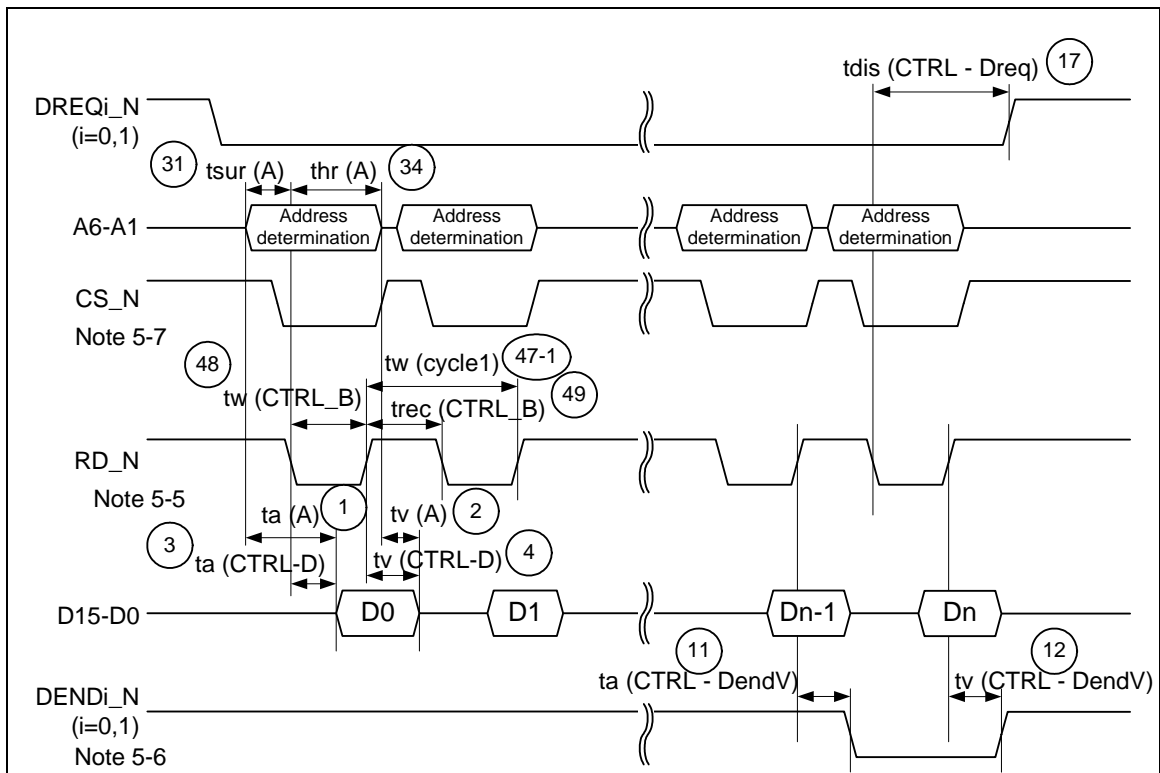 tdis (CTRL - Dreq) 17
DREQi_N
(i=0,1)
31 tsur (A) thr (A) 34
A6-A1
Address determination
Address determination
Address determination
Address determination
CS_N
Note 5-7
48
tw (cycle1) 47-1
tw (CTRL_B)
trec (CTRL_B) 49
RD_N
Note 5-5
ta (A) 1
tv (A) 2
3 ta (CTRL-D)
tv (CTRL-D) 4
D15-D0
D0
D1
Dn-1
Dn
11
12
ta (CTRL - DendV)
tv (CTRL - DendV)
DENDi_N
(i=0,1)
Note 5-6